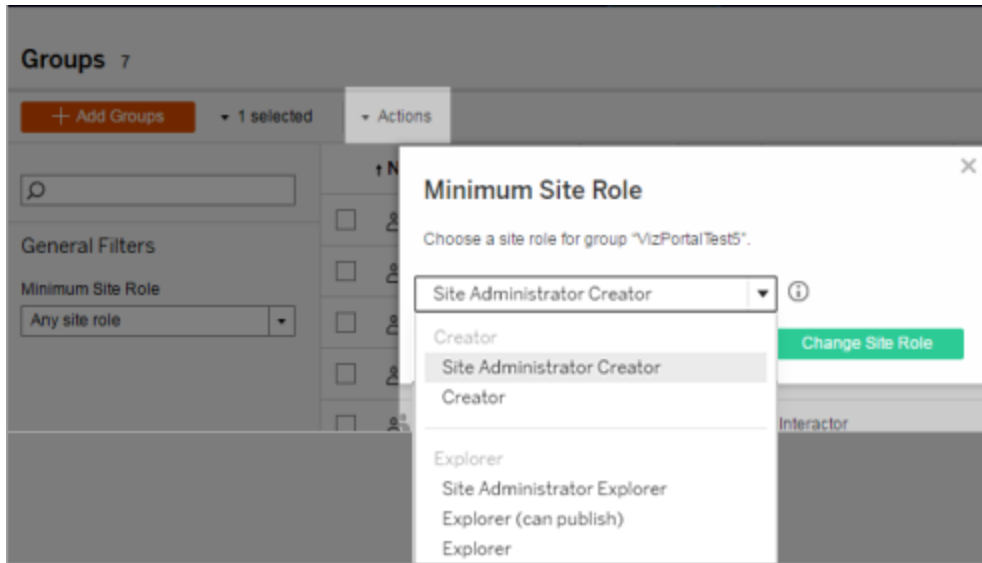 Groups 7
+ Add Groups
1 selected
Actions
↑ N
General Filters
Minimum Site Role
Any site role
Minimum Site Role
Choose a site role for group "VizPortalTest5".
Site Administrator Creator
Creator
Site Administrator Creator
Creator
Change Site Role
Interactor
Explorer
Site Administrator Explorer
Explorer (can publish)
Explorer